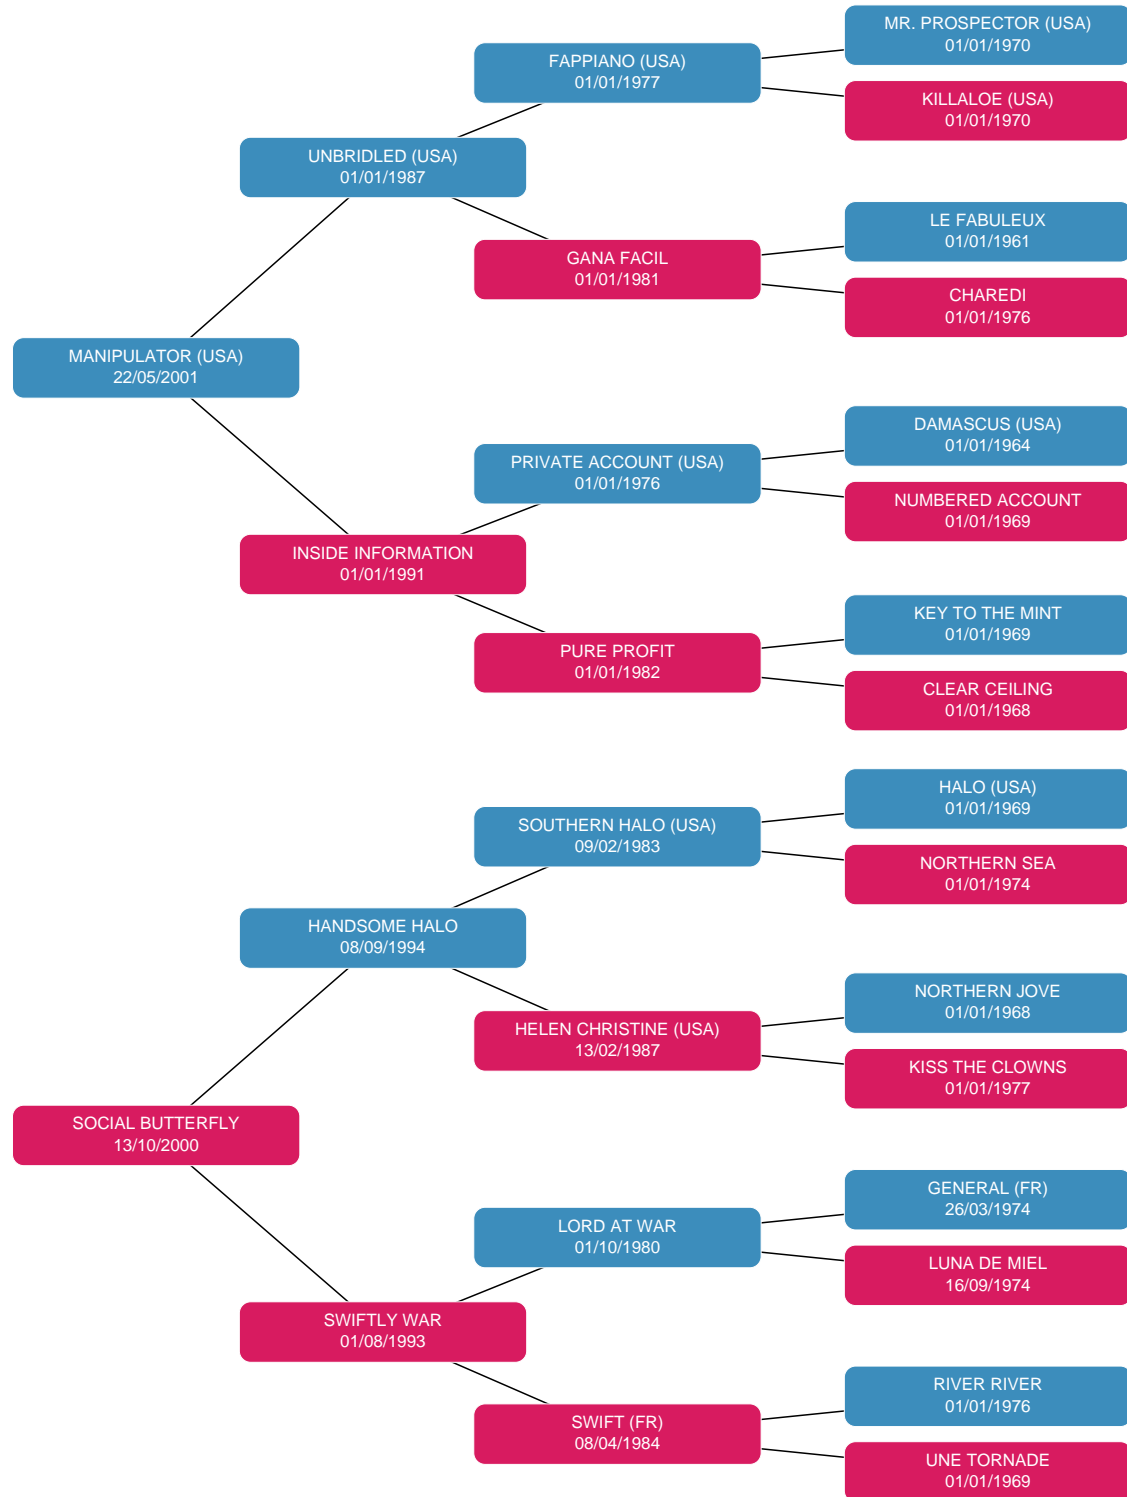 MR. PROSPECTOR (USA)
01/01/1970
FAPPIANO (USA)
01/01/1977
KILLALOE (USA)
01/01/1970
UNBRIDLED (USA)
01/01/1987
LE FABULEUX
01/01/1961
GANA FACIL
01/01/1981
CHAREDI
01/01/1976
MANIPULATOR (USA)
22/05/2001
DAMASCUS (USA)
01/01/1964
PRIVATE ACCOUNT (USA)
01/01/1976
NUMBERED ACCOUNT
01/01/1969
INSIDE INFORMATION
01/01/1991
KEY TO THE MINT
01/01/1969
PURE PROFIT
01/01/1982
CLEAR CEILING
01/01/1968
HALO (USA)
01/01/1969
SOUTHERN HALO (USA)
09/02/1983
NORTHERN SEA
01/01/1974
HANDSOME HALO
08/09/1994
NORTHERN JOVE
01/01/1968
HELEN CHRISTINE (USA)
13/02/1987
KISS THE CLOWNS
01/01/1977
SOCIAL BUTTERFLY
13/10/2000
GENERAL (FR)
26/03/1974
LORD AT WAR
01/10/1980
LUNA DE MIEL
16/09/1974
SWIFTLY WAR
01/08/1993
RIVER RIVER
01/01/1976
SWIFT (FR)
08/04/1984
UNE TORNADE
01/01/1969